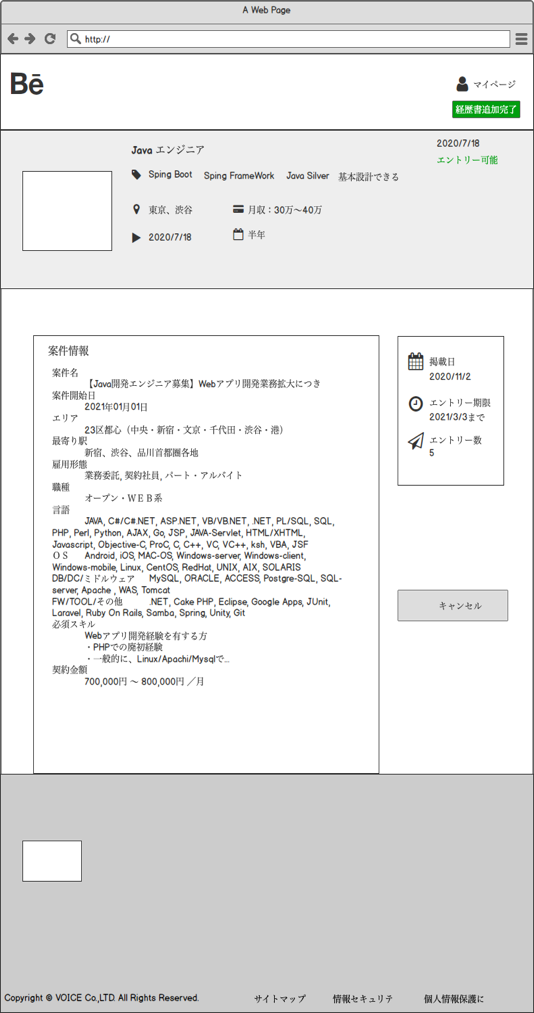 A Web Page
http://
Bē
マイページ
経歴書追加完了
2020/7/18
Java エンジニア
エントリー可能
Sping Boot Sping FrameWork Java Silver 基本設計できる
東京、渋谷 月収：30万〜40万
2020/7/18 半年
案件情報
案件名
【Java開発エンジニア募集】Webアプリ開発業務拡大につき
案件開始日
2021年01月01日
エリア
23区都心（中央・新宿・文京・千代田・渋谷・港）
最寄り駅
新宿、渋谷、品川首都圏各地
雇用形態
業務委託, 契約社員, パート・アルバイト
職種
オープン・ＷＥＢ系
言語
JAVA, C#/C#.NET, ASP.NET, VB/VB.NET, .NET, PL/SQL, SQL,
PHP, Perl, Python, AJAX, Go, JSP, JAVA-Servlet, HTML/XHTML,
Javascript, Objective-C, ProC, C, C++, VC, VC++, ksh, VBA, JSF
ＯＳ Android, iOS, MAC-OS, Windows-server, Windows-client,
Windows-mobile, Linux, CentOS, RedHat, UNIX, AIX, SOLARIS
DB/DC/ミドルウェア MySQL, ORACLE, ACCESS, Postgre-SQL, SQL-
server, Apache , WAS, Tomcat
FW/TOOL/その他 .NET, Cake PHP, Eclipse, Google Apps, JUnit,
Laravel, Ruby On Rails, Samba, Spring, Unity, Git
必須スキル
Webアプリ開発経験を有する方
・PHPでの廃初経験
・一般的に、Linux/Apachi/Mysqlで...
契約金額
700,000円 〜 800,000円 ／月
掲載日
2020/11/2
エントリー期限
2021/3/3まで
エントリー数
5
キャンセル
Copyright © VOICE Co.,LTD. All Rights Reserved. サイトマップ 情報セキュリテ 個人情報保護に